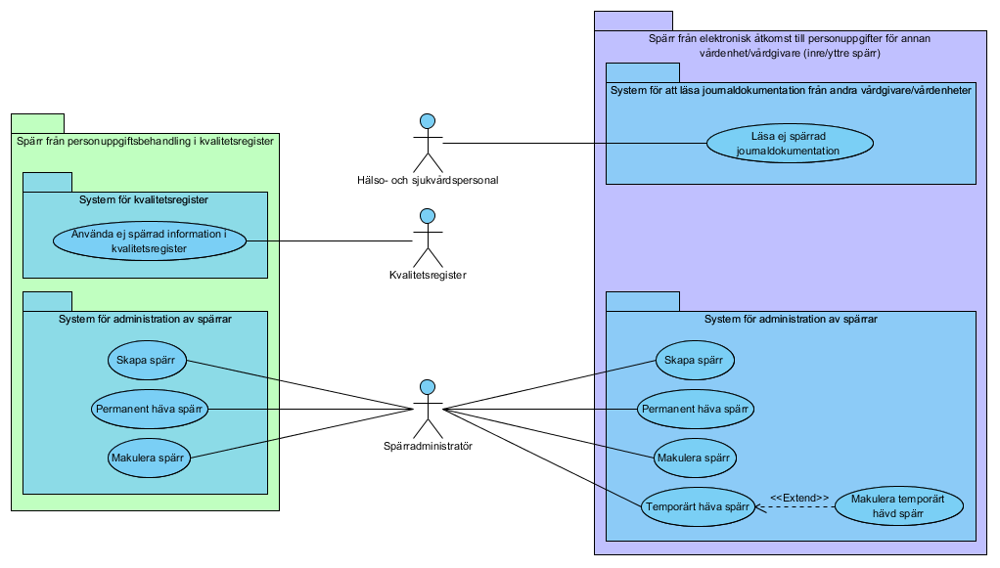 Spärr från personuppgiftsbehandling i kvalitetsregister
System för kvalitetsregister
Använda ej spärrad information i
kvalitetsregister
System för administration av spärrar
Skapa spärr
Permanent häva spärr
Makulera spärr
Hälso- och sjukvårdspersonal
Kvalitetsregister
Spärradministratör
Spärr från elektronisk åtkomst till personuppgifter för annan
vårdenhet/vårdgivare (inre/yttre spärr)
System för att läsa journaldokumentation från andra vårdgivare/vårdenheter
Läsa ej spärrad
journaldokumentation
System för administration av spärrar
Skapa spärr
Permanent häva spärr
Makulera spärr
Temporärt häva spärr
<<Extend>>
Makulera temporärt
hävd spärr